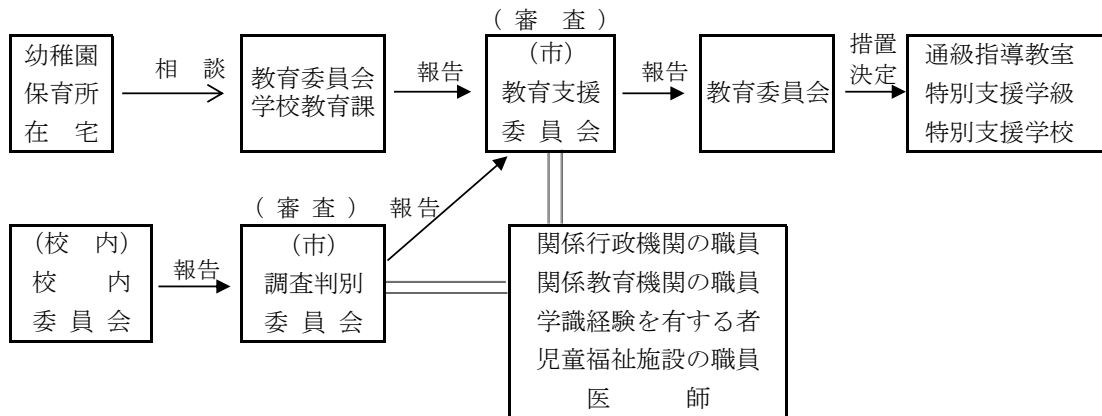 (審 査)
幼稚園
保育所
在 宅
相 談
教育委員会
学校教育課
報告
(市)
教育支援
委 員 会
報告
教育委員会
措置
決定
通級指導教室
特別支援学級
特別支援学校
(校 内)
校 内
委 員 会
報告
(審 査)
(市)
調査判別
委 員 会
報告
関係行政機関の職員
関係教育機関の職員
学識経験を有する者
児童福祉施設の職員
医 師